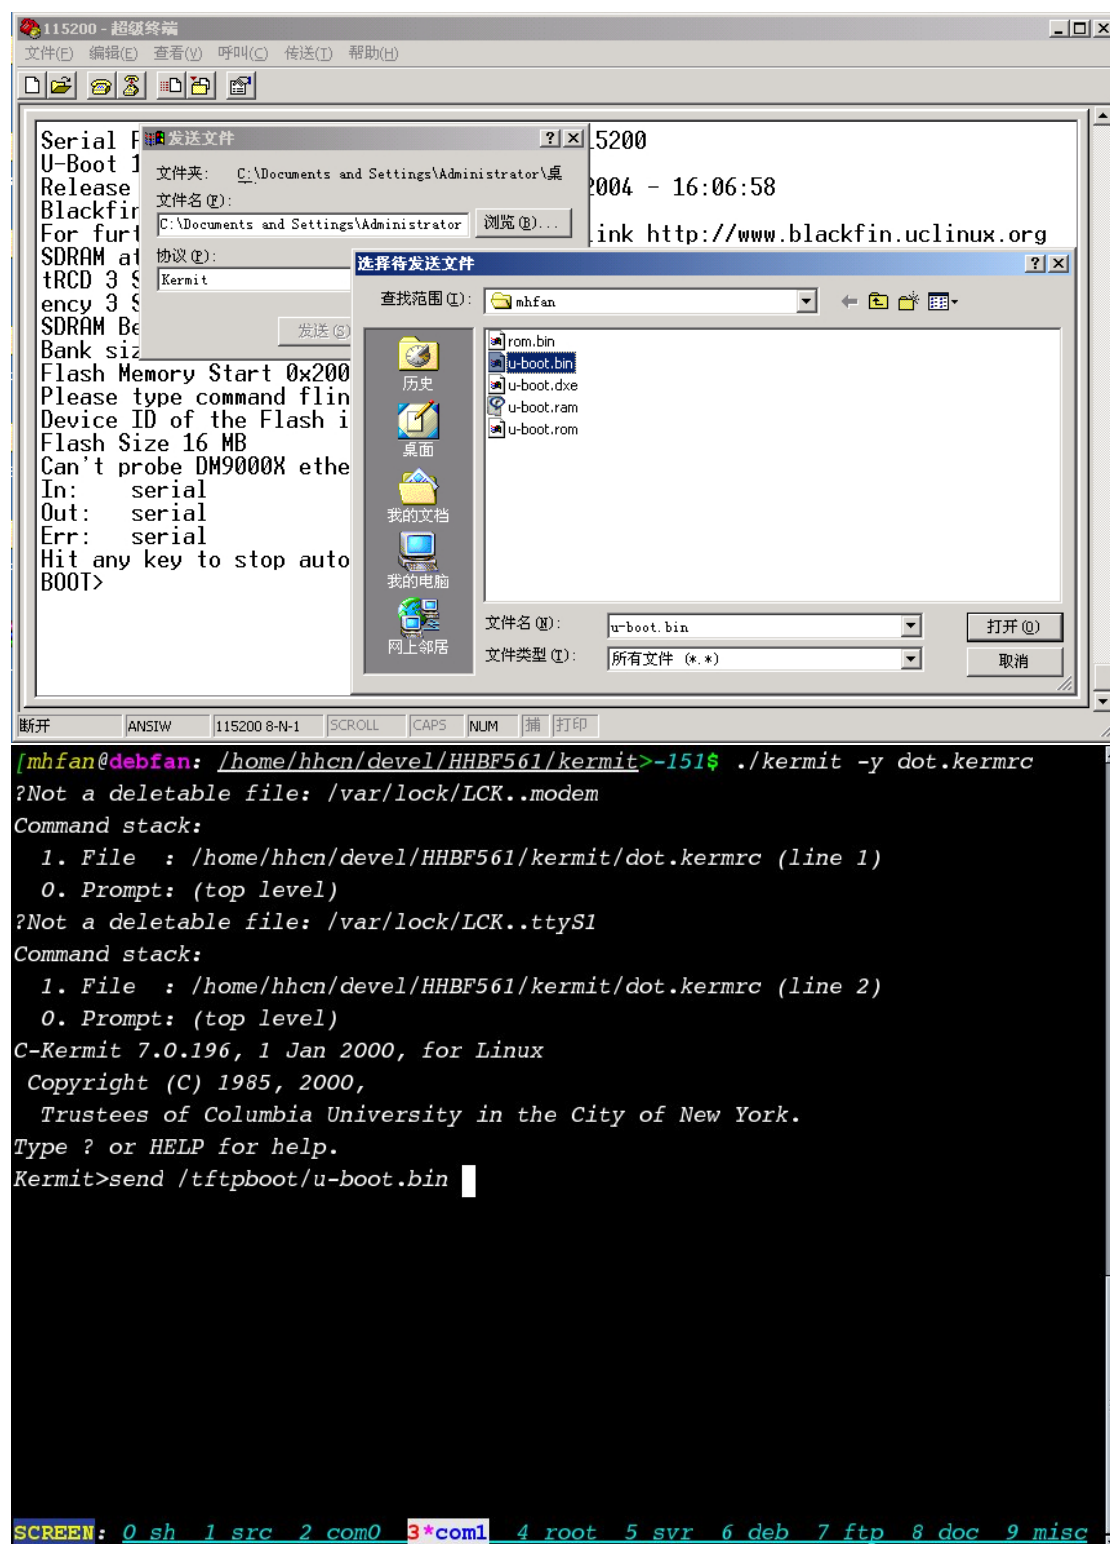 115200 - 超级终端
文件(F) 编辑(E) 查看(V) 呼叫(C) 传送(T) 帮助(H)
Serial
U-Boot 1
Release
Blackfin
For furt
SDRAM at
tRCD 3 S
ency 3 S
SDRAM Be
Bank siz
Flash Memory Start 0x200
Please type command flin
Device ID of the Flash i
Flash Size 16 MB
Can't probe DM9000X ethe
In: serial
Out: serial
Err: serial
Hit any key to stop auto
BOOT>
5200
2004 - 16:06:58
ink http://www.blackfin.uclinux.org
发送文件
文件夹: C:\Documents and Settings\Administrator\桌
文件名(F):
C:\Documents and Settings\Administrator
浏览(B)...
协议(P):
Kermit
发送(S)
选择待发送文件
查找范围(I): mhfan
历史
桌面
我的文档
我的电脑
网上邻居
rom.bin
u-boot.bin
u-boot.dxe
u-boot.ram
u-boot.rom
文件名(N): u-boot.bin 打开(O)
文件类型(T): 所有文件 (*.*) 取消
断开 ANSIW 115200 8-N-1 SCROLL CAPS NUM 捕 打印
[mhfan@debfan: /home/hhcn/devel/HHBF561/kermit>-151$ ./kermit -y dot.kermrc
?Not a deletable file: /var/lock/LCK..modem
Command stack:
1. File : /home/hhcn/devel/HHBF561/kermit/dot.kermrc (line 1)
0. Prompt: (top level)
?Not a deletable file: /var/lock/LCK..ttyS1
Command stack:
1. File : /home/hhcn/devel/HHBF561/kermit/dot.kermrc (line 2)
0. Prompt: (top level)
C-Kermit 7.0.196, 1 Jan 2000, for Linux
Copyright (C) 1985, 2000,
Trustees of Columbia University in the City of New York.
Type ? or HELP for help.
Kermit>send /tftpboot/u-boot.bin
SCREEN: 0 sh 1 src 2 com0 3*com1 4 root 5 svr 6 deb 7 ftp 8 doc 9 misc